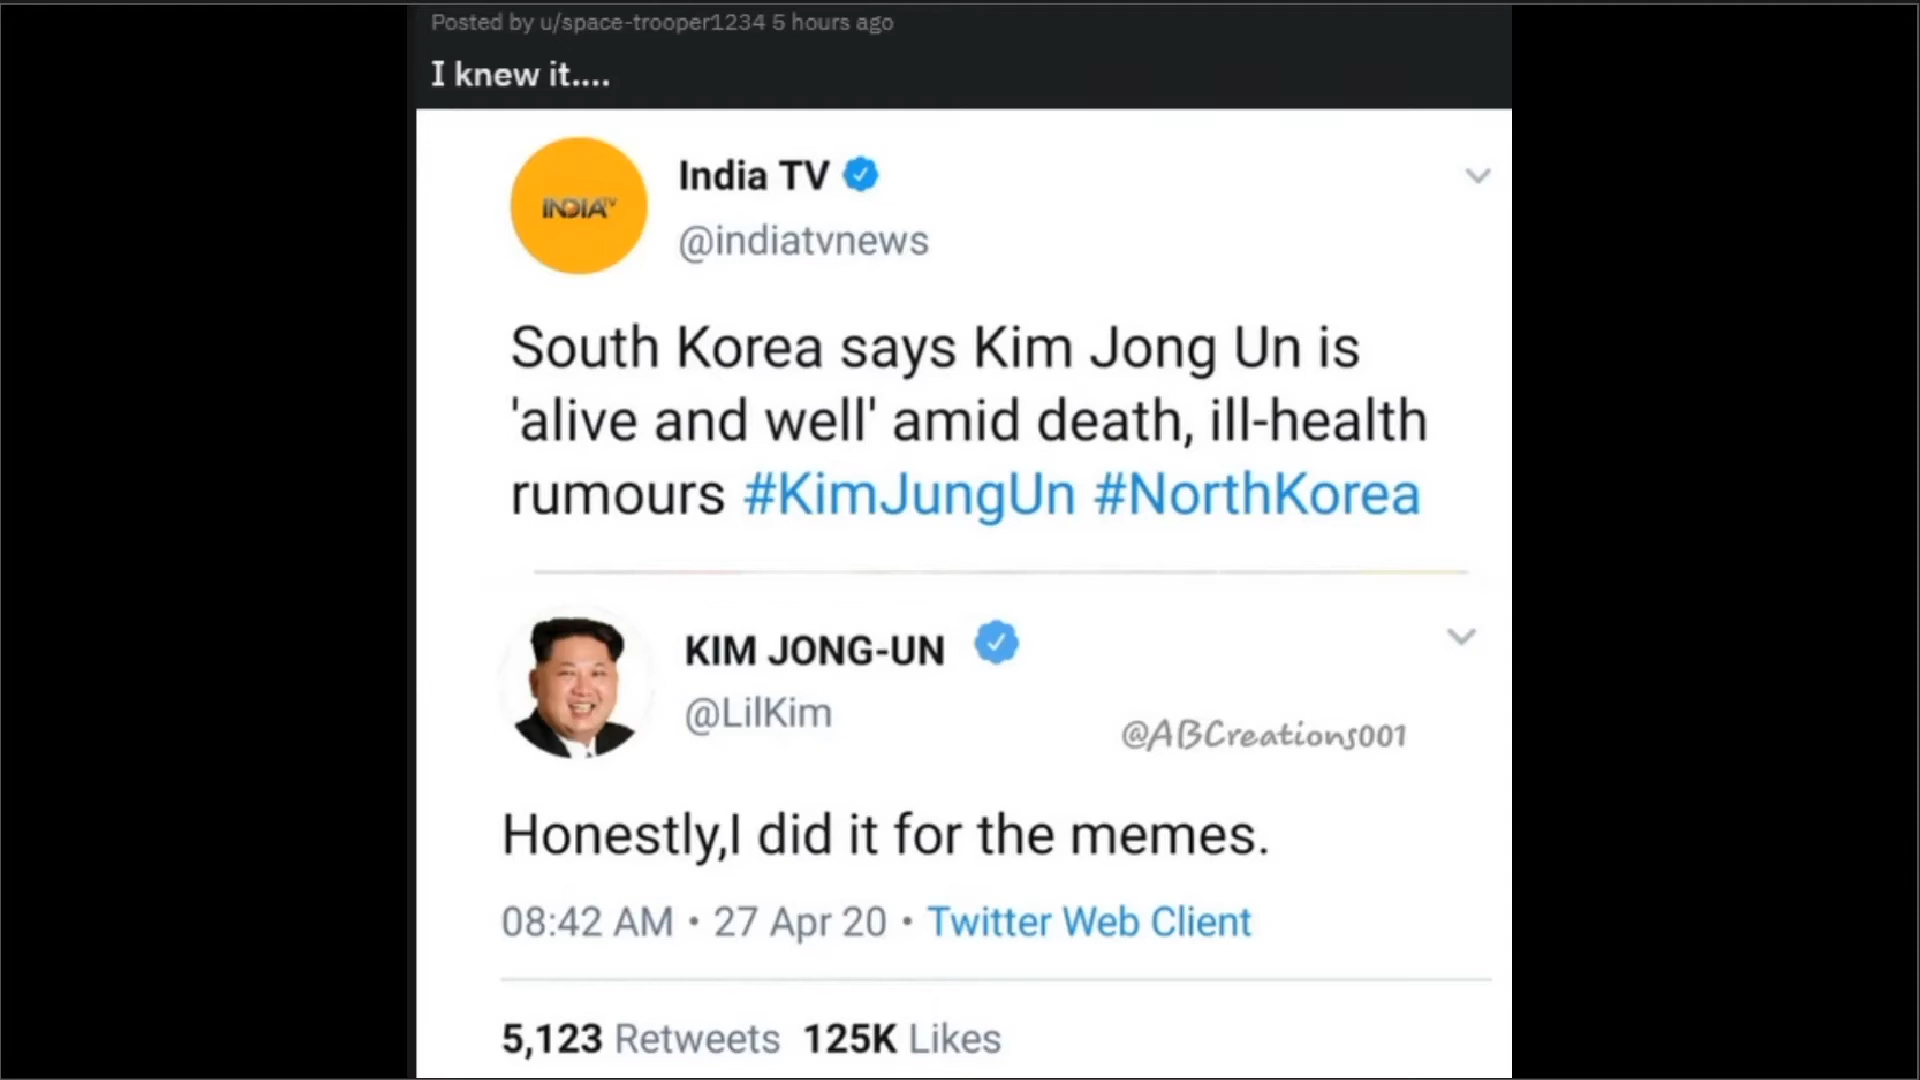 Posted by u/space-trooper1234 5 hours ago
I knew it....
INDIA TV
India TV
@indiatvnews
South Korea says Kim Jong Un is
'alive and well' amid death, ill-health
rumours #KimJungUn #NorthKorea
KIM JONG-UN
@LilKim
@ABCreations001
Honestly,I did it for the memes.
08:42 AM • 27 Apr 20 • Twitter Web Client
5,123 Retweets 125K Likes